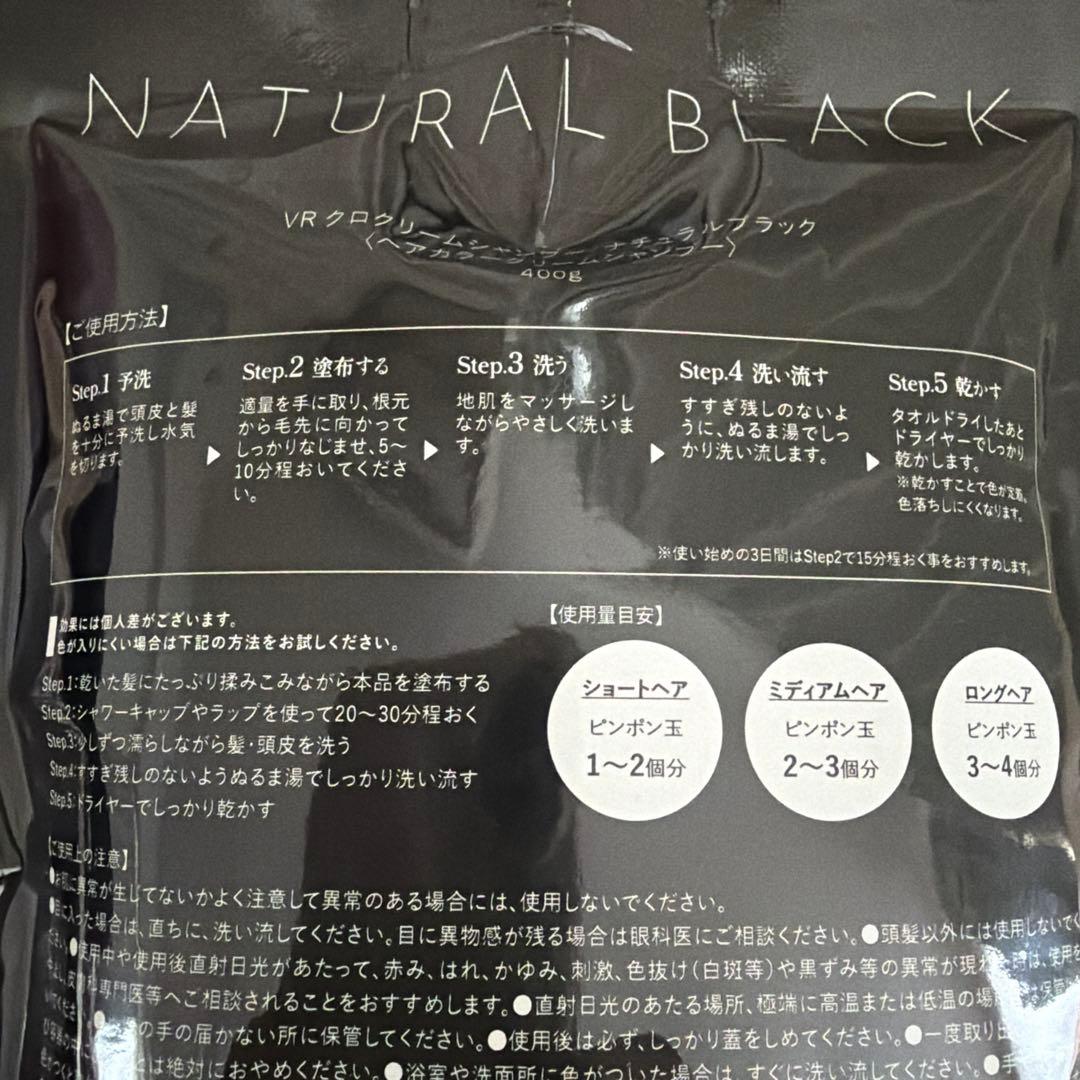 NATURAL BLACK
VR クロクリームシャンプー ナチュラルブラック
〈ヘアカラークリームシャンプー〉
400g
【ご使用方法】
Step.1 予洗
ぬるま湯で頭皮と髪
を十分に予洗し水気
を切ります。
Step.2 塗布する
適量を手に取り、根元
から毛先に向かって
しっかりなじませ、5〜
10分程おいてくださ
い。
Step.3 洗う
地肌をマッサージし
ながらやさしく洗いま
す。
Step.4 洗い流す
すすぎ残しのないよ
うに、ぬるま湯でしっ
かり洗い流します。
Step.5 乾かす
タオルドライしたあと
ドライヤーでしっかり
乾かします。
※乾かすことで色が定着。
色落ちしにくくなります。
※使い始めの3日間はStep2で15分程おく事をおすすめします。
効果には個人差がございます。
色が入りにくい場合は下記の方法をお試しください。
Step.1：乾いた髪にたっぷり揉みこみながら本品を塗布する
Step.2：シャワーキャップやラップを使って20〜30分程おく
Step.3：少しずつ濡らしながら髪・頭皮を洗う
Step.4：すすぎ残しのないようぬるま湯でしっかり洗い流す
Step.5：ドライヤーでしっかり乾かす
【使用量目安】
ショートヘア
ピンポン玉
1〜2個分
ミディアムヘア
ピンポン玉
2〜3個分
ロングヘア
ピンポン玉
3〜4個分
【ご使用上の注意】
●お肌に異常が生じてないかよく注意して異常のある場合には、使用しないでください。
●目に入った場合は、直ちに、洗い流してください。目に異物感が残る場合は眼科医にご相談ください。●頭髪以外には使用しないでく
ださい。●使用中や使用後直射日光があたって、赤み、はれ、かゆみ、刺激、色抜け(白斑等)や黒ずみ等の異常が現れた時は、使用を
専門医等へご相談されることをおすすめします。●直射日光のあたる場所、極端に高温または低温の場
の手の届かない所に保管してください。●使用後は必ず、しっかり蓋をしめてください。●一度取り出
は絶対におやめください。●浴室や洗面所に色がついた場合は、すぐに洗い流してください。●手